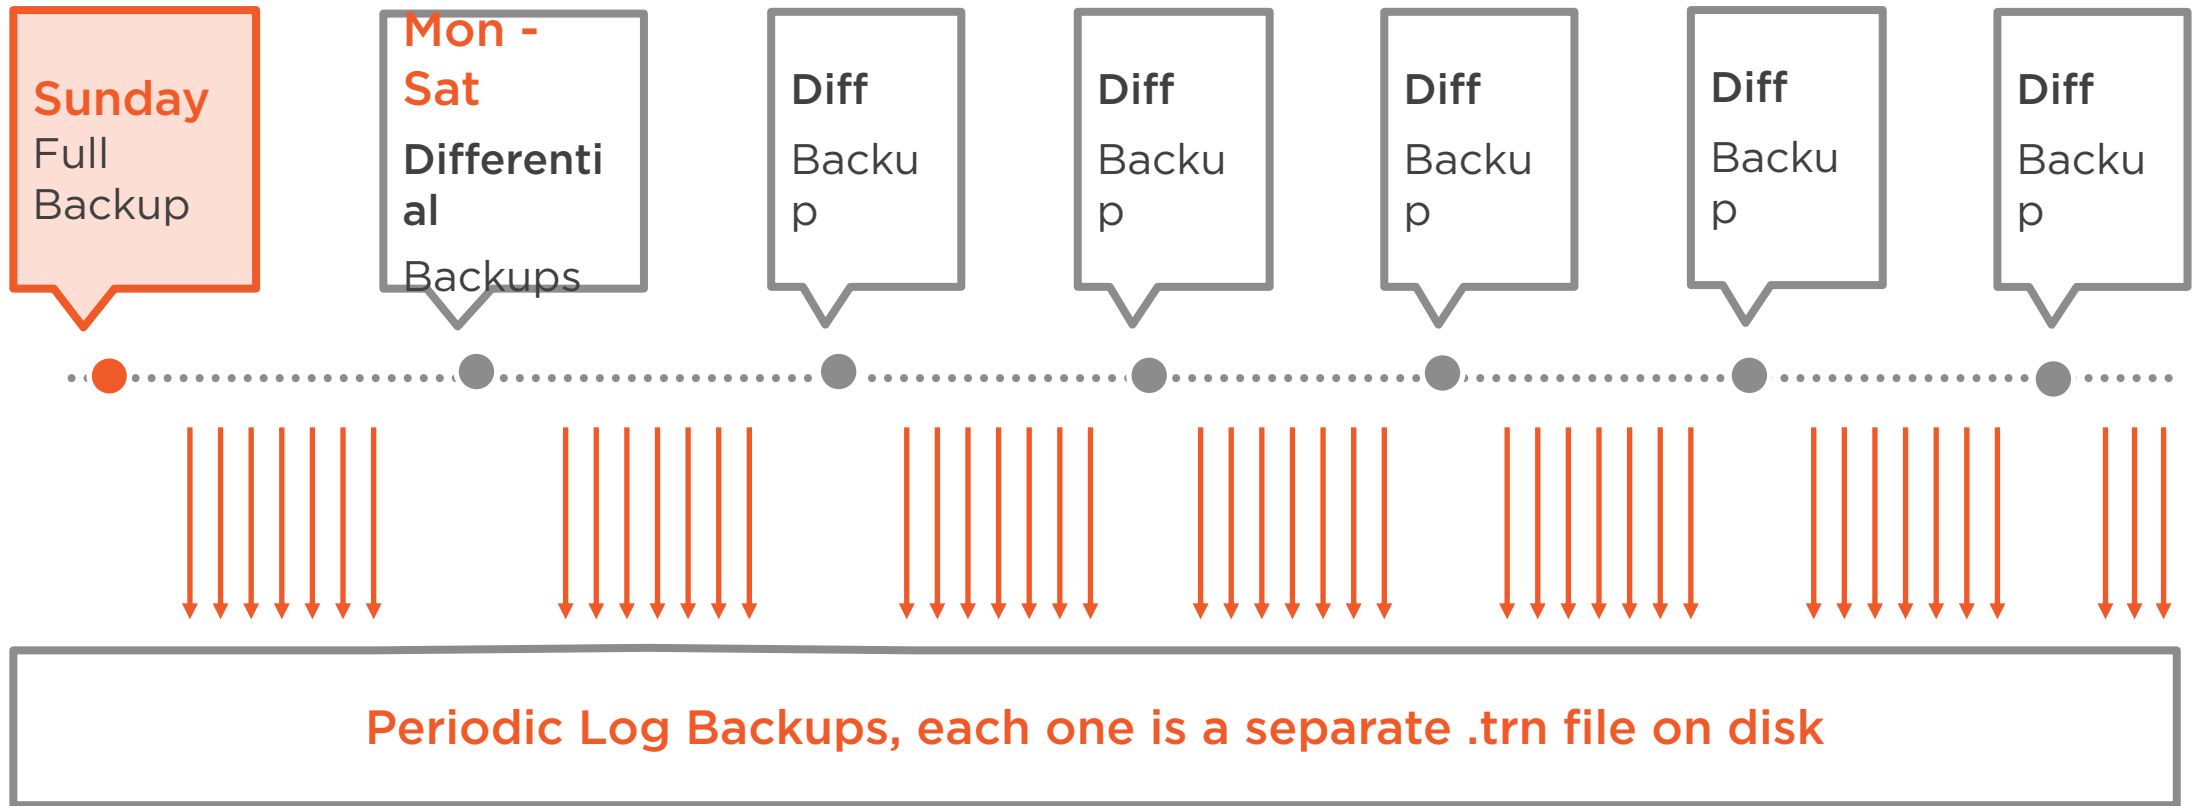 Sunday
Full
Backup
Mon -
Sat
Differenti
al
Backups
Diff
Backu
p
Diff
Backu
p
Diff
Backu
p
Diff
Backu
p
Diff
Backu
p
Periodic Log Backups, each one is a separate .trn file on disk